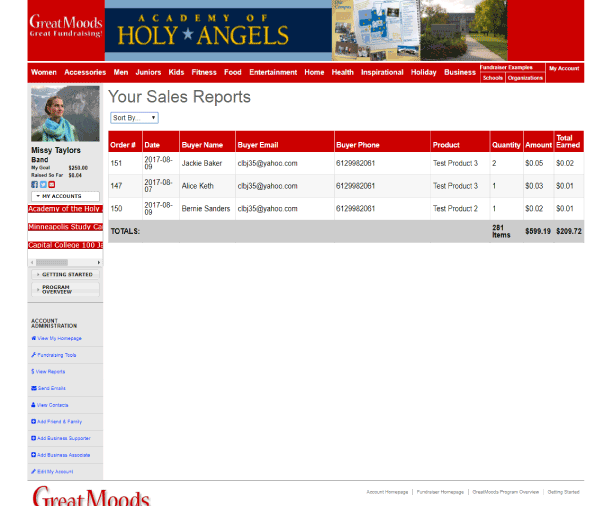 GreatMoods
Great Fundraising!
ACADEMY OF
HOLY ★ ANGELS
Women Accessories Men Juniors Kids Fitness Food Entertainment Home Health Inspirational Holiday Business
Fundraiser Examples
Schools Organizations
My Account
Missy Taylors
Band
My Goal $250.00
Raised So Far $0.04
MY ACCOUNTS
Academy of the Holy
Minneapolis Study Ca
Capital College 100 Ja
GETTING STARTED
PROGRAM
OVERVIEW
ACCOUNT
ADMINISTRATION
View My Homepage
Fundraising Tools
View Reports
Send Emails
View Contacts
Add Friend & Family
Add Business Supporter
Add Business Associate
Edit My Account
Your Sales Reports
Sort By...
Order # Date Buyer Name Buyer Email Buyer Phone Product Quantity Amount Total Earned
151 2017-08-09 Jackie Baker clbj35@yahoo.com 6129982061 Test Product 3 2 $0.05 $0.02
147 2017-08-07 Alice Keth clbj35@yahoo.com 6129982061 Test Product 3 1 $0.03 $0.01
150 2017-08-09 Bernie Sanders clbj35@yahoo.com 6129982061 Test Product 2 1 $0.02 $0.01
TOTALS: 281 Items $599.19 $209.72
GreatMoods
Account Homepage | Fundraiser Homepage | GreatMoods Program Overview | Getting Started